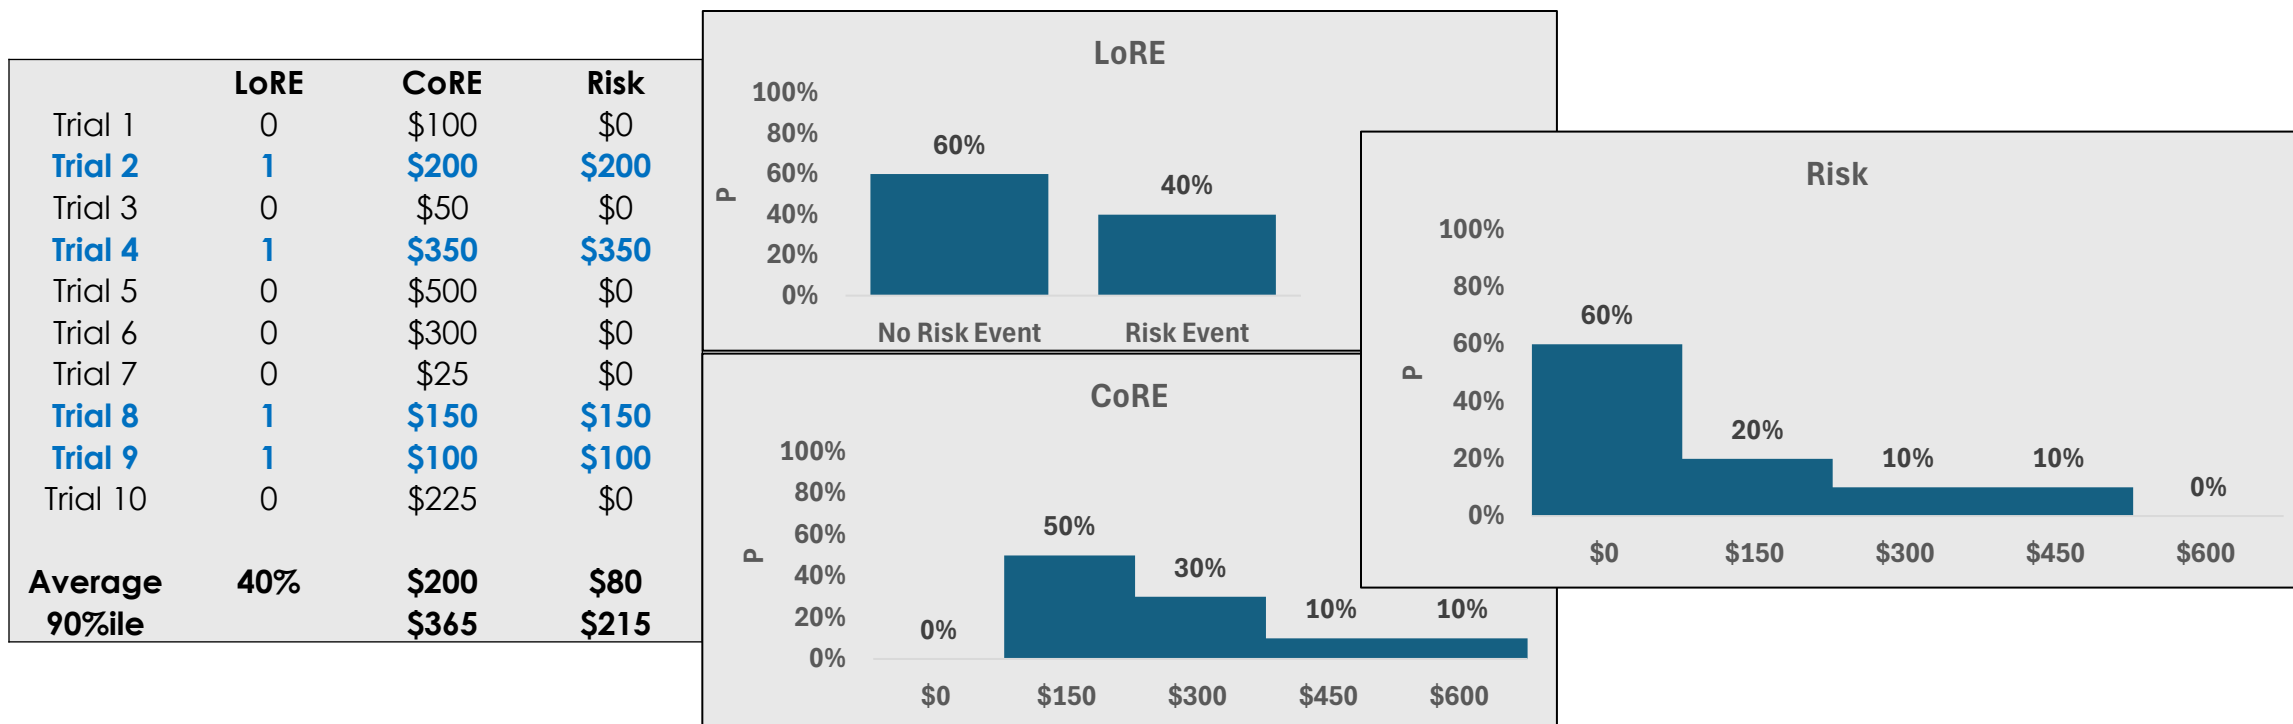 LoRE CoRE Risk
Trial 1 0 $100 $0
Trial 2 1 $200 $200
Trial 3 0 $50 $0
Trial 4 1 $350 $350
Trial 5 0 $500 $0
Trial 6 0 $300 $0
Trial 7 0 $25 $0
Trial 8 1 $150 $150
Trial 9 1 $100 $100
Trial 10 0 $225 $0
Average 40% $200 $80
90%ile $365 $215
LoRE
100%
80%
60%
40%
20%
0%
P
60%
40%
No Risk Event Risk Event
CoRE
100%
80%
60%
40%
20%
0%
P
0%
50%
30%
10%
10%
$0 $150 $300 $450 $600
Risk
100%
80%
60%
40%
20%
0%
P
60%
20%
10%
10%
0%
$0 $150 $300 $450 $600